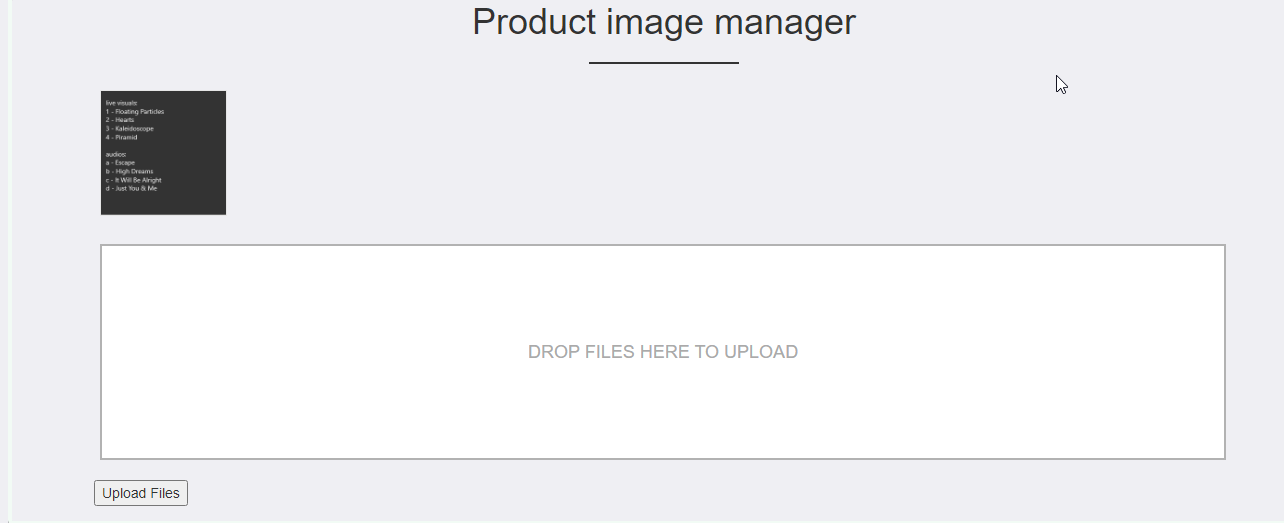 Product image manager
live visuals:
1 - Floating Particles
2 - Hearts
3 - Kaleidoscope
4 - Piramid
audios:
a - Escape
b - High Dreams
c - It Will Be Alright
d - Just You & Me
DROP FILES HERE TO UPLOAD
Upload Files